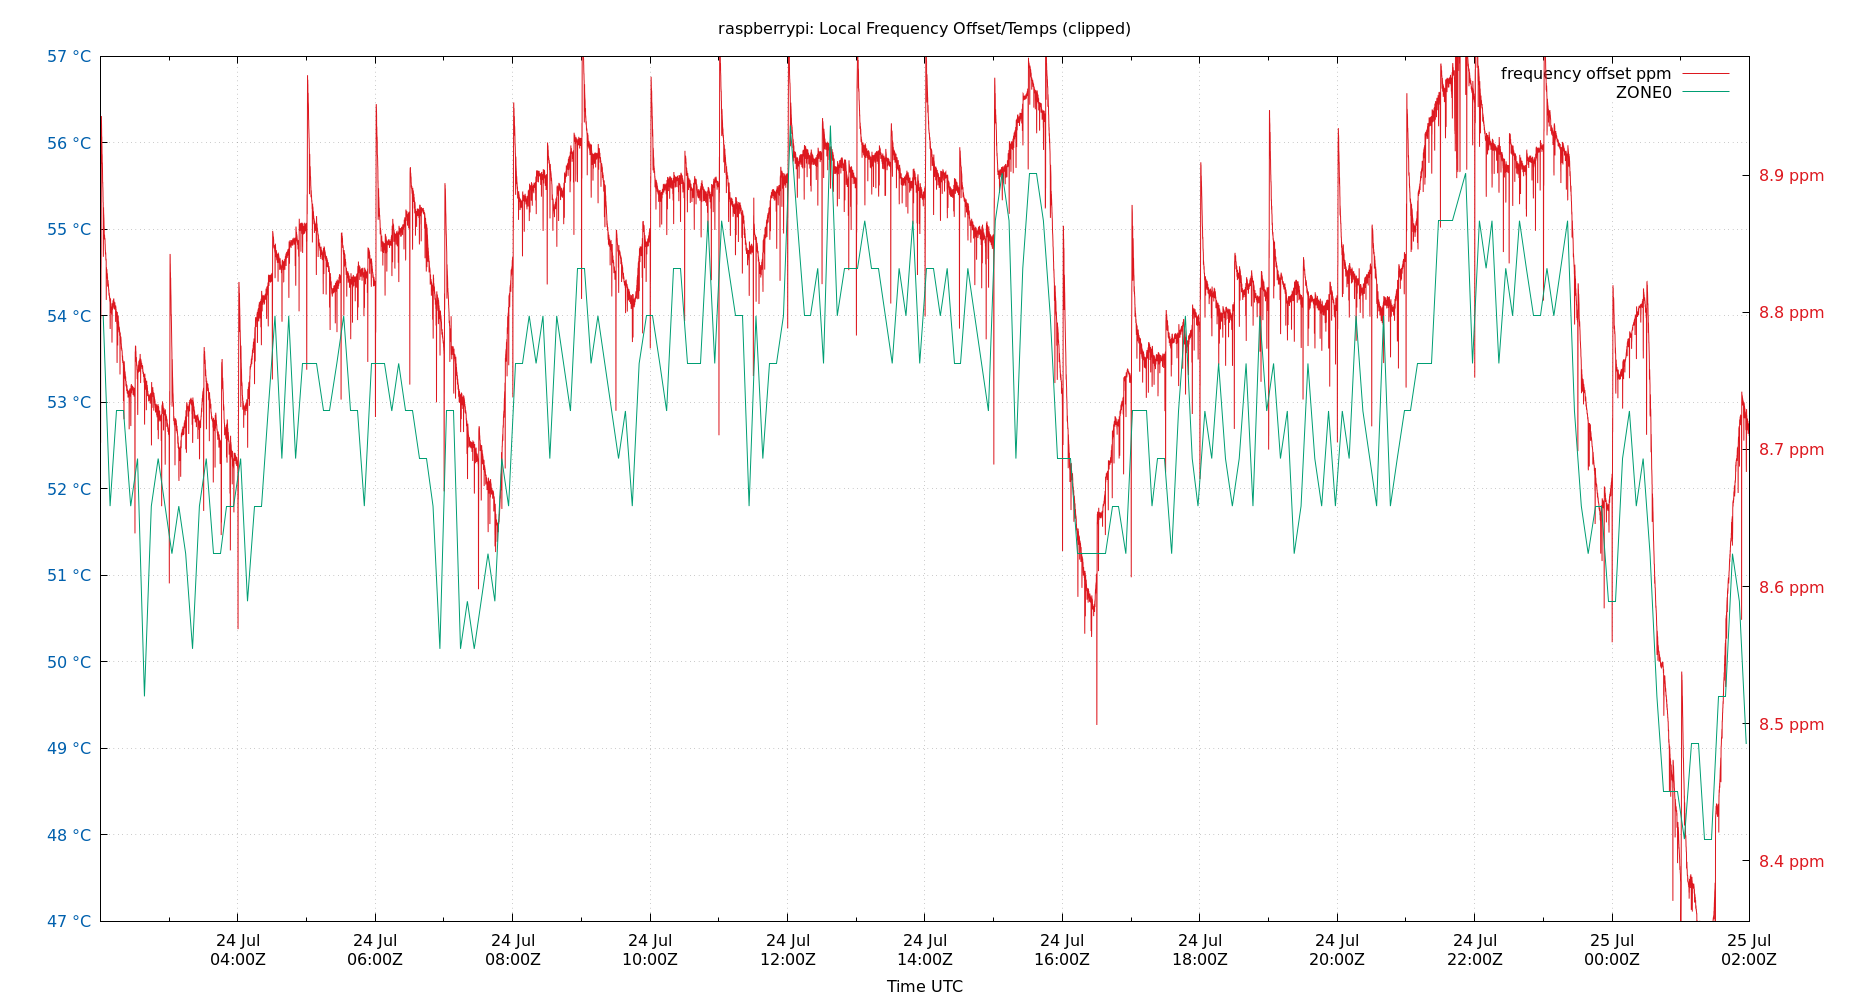 raspberrypi: Local Frequency Offset/Temps (clipped)
57 °C
56 °C
55 °C
54 °C
53 °C
52 °C
51 °C
50 °C
49 °C
48 °C
47 °C
frequency offset ppm
ZONE0
8.9 ppm
8.8 ppm
8.7 ppm
8.6 ppm
8.5 ppm
8.4 ppm
24 Jul
04:00Z
24 Jul
06:00Z
24 Jul
08:00Z
24 Jul
10:00Z
24 Jul
12:00Z
24 Jul
14:00Z
24 Jul
16:00Z
24 Jul
18:00Z
24 Jul
20:00Z
24 Jul
22:00Z
25 Jul
00:00Z
25 Jul
02:00Z
Time UTC